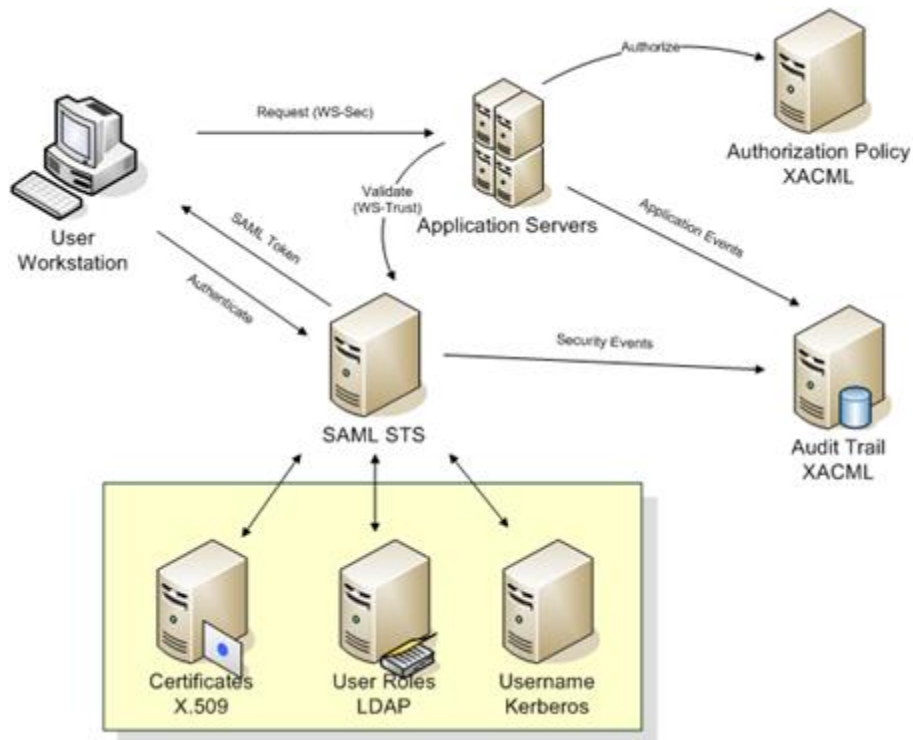 Authorize
Request (WS-Sec)
Authorization Policy
XACML
Validate
(WS-Trust)
Application Servers
User
Workstation
SAML Token
Application Events
Authenticate
Security Events
SAML STS
Audit Trail
XACML
Certificates
X.509
User Roles
LDAP
Username
Kerberos